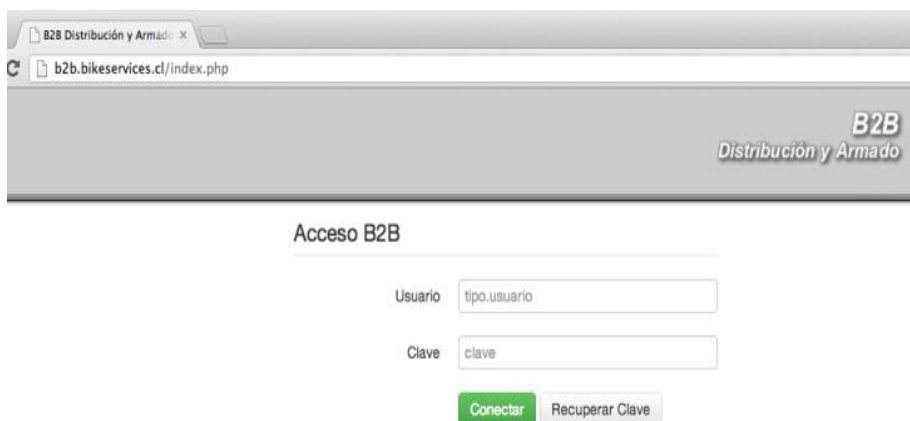 B2B Distribución y Armado
b2b.bikeservices.cl/index.php
B2B
Distribución y Armado
Acceso B2B
Usuario tipo.usuario
Clave clave
Conectar Recuperar Clave